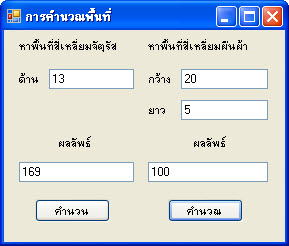 การคำนวณพื้นที่
หาพื้นที่สี่เหลี่ยมจัตุรัส หาพื้นที่สี่เหลี่ยมผืนผ้า
ด้าน 13 กว้าง 20
ยาว 5
ผลลัพธ์ ผลลัพธ์
169 100
คำนวน คำนวณ